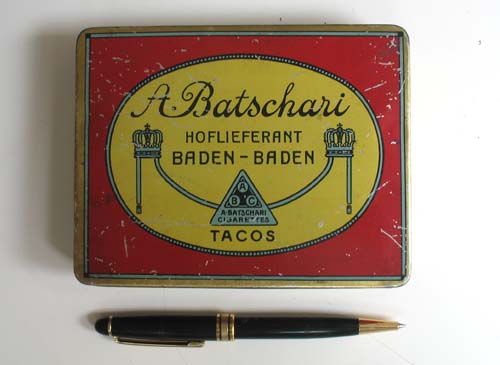 A. Batschari
HOFLIEFERANT
BADEN-BADEN
A
B C
A·BATSCHARI
CIGARETTES
TACOS